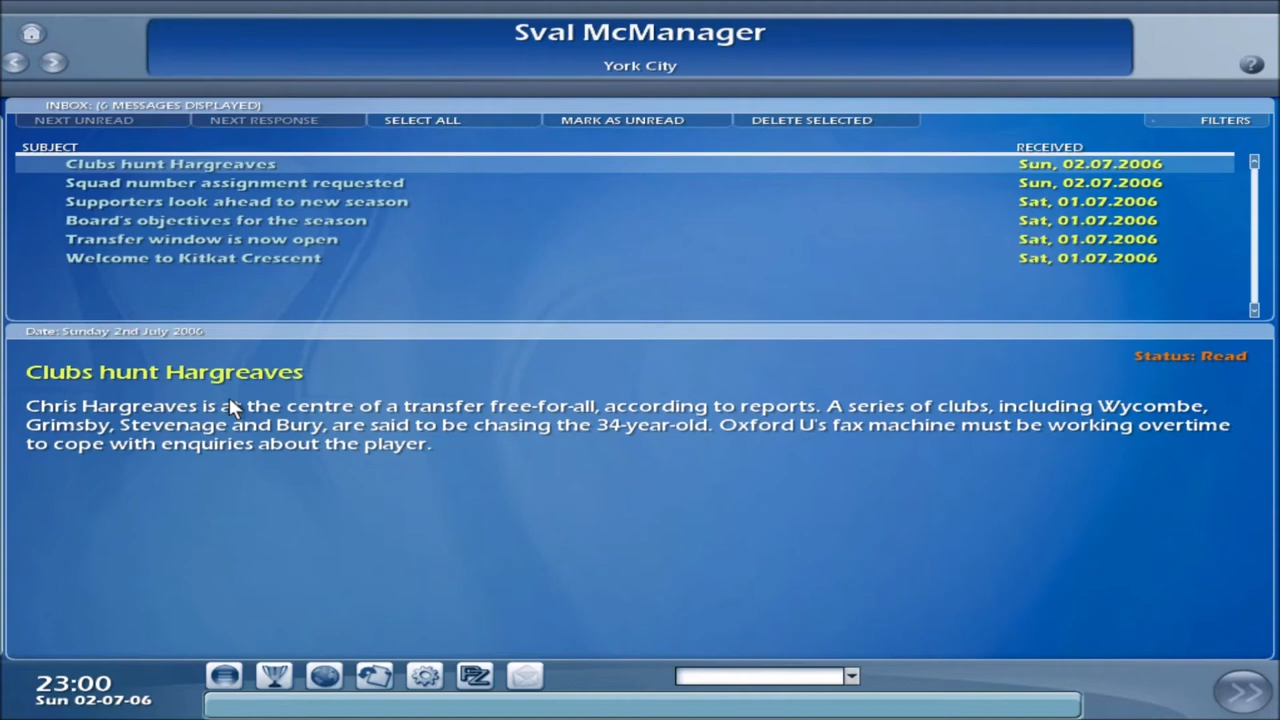 Sval McManager
York City
INBOX: (6 MESSAGES DISPLAYED)
NEXT UNREAD NEXT RESPONSE SELECT ALL MARK AS UNREAD DELETE SELECTED FILTERS
SUBJECT RECEIVED
Clubs hunt Hargreaves Sun, 02.07.2006
Squad number assignment requested Sun, 02.07.2006
Supporters look ahead to new season Sat, 01.07.2006
Board's objectives for the season Sat, 01.07.2006
Transfer window is now open Sat, 01.07.2006
Welcome to Kitkat Crescent Sat, 01.07.2006
Date: Sunday 2nd July 2006
Status: Read
Clubs hunt Hargreaves
Chris Hargreaves is at the centre of a transfer free-for-all, according to reports. A series of clubs, including Wycombe,
Grimsby, Stevenage and Bury, are said to be chasing the 34-year-old. Oxford U's fax machine must be working overtime
to cope with enquiries about the player.
23:00
Sun 02-07-06
FZ